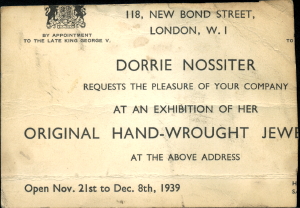 118, NEW BOND STREET,
LONDON, W.1
BY APPOINTMENT
TO THE LATE KING GEORGE V.
DORRIE NOSSITER
REQUESTS THE PLEASURE OF YOUR COMPANY
AT AN EXHIBITION OF HER
ORIGINAL HAND-WROUGHT JEWE
AT THE ABOVE ADDRESS
Open Nov. 21st to Dec. 8th, 1939